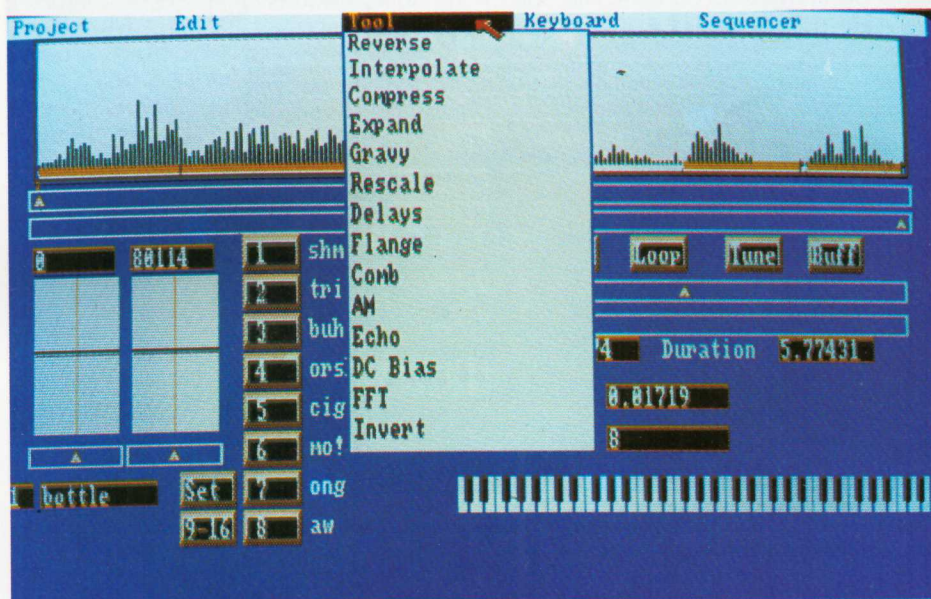 Project Edit Tool Keyboard Sequencer
Reverse
Interpolate
Compress
Expand
Gravy
Rescale
Delays
Flange
Comb
AM
Echo
DC Bias
FFT
Invert
0 80114
1 shm
2 tri
3 buh
4 ors
5 cig
6 mo!
7 ong
8 aw
Loop Tune Buff
4 Duration 5.77431
0.01719
8
1 bottle Set
9-16